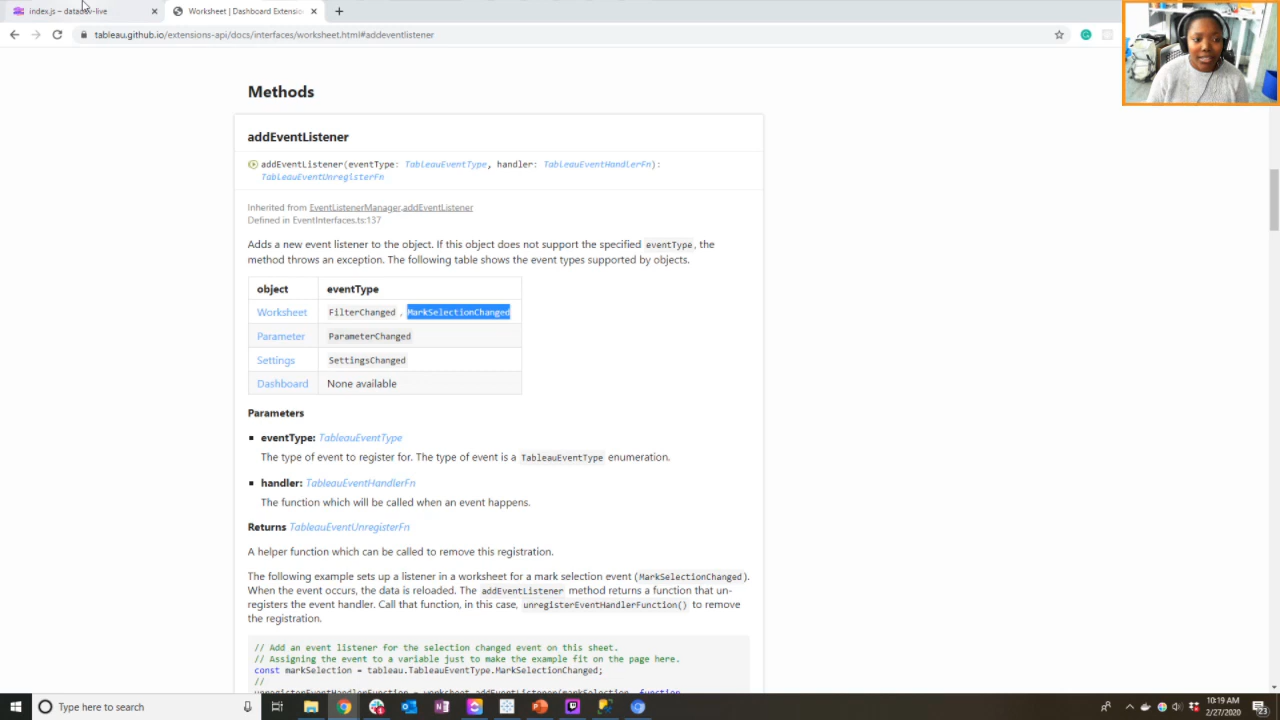 index.js – datadev-live
Worksheet | Dashboard Extensio
tableau.github.io/extensions-api/docs/interfaces/worksheet.html#addeventlistener
Methods
addEventListener
addEventListener(eventType: TableauEventType, handler: TableauEventHandlerFn):
TableauEventUnregisterFn
Inherited from EventListenerManager.addEventListener
Defined in EventInterfaces.ts:137
Adds a new event listener to the object. If this object does not support the specified eventType, the
method throws an exception. The following table shows the event types supported by objects.
object eventType
Worksheet FilterChanged , MarkSelectionChanged
Parameter ParameterChanged
Settings SettingsChanged
Dashboard None available
Parameters
eventType: TableauEventType
The type of event to register for. The type of event is a TableauEventType enumeration.
handler: TableauEventHandlerFn
The function which will be called when an event happens.
Returns TableauEventUnregisterFn
A helper function which can be called to remove this registration.
The following example sets up a listener in a worksheet for a mark selection event (MarkSelectionChanged).
When the event occurs, the data is reloaded. The addEventListener method returns a function that un-
registers the event handler. Call that function, in this case, unregisterEventHandlerFunction() to remove
the registration.
// Add an event listener for the selection changed event on this sheet.
// Assigning the event to a variable just to make the example fit on the page here.
const markSelection = tableau.TableauEventType.MarkSelectionChanged;
//
unregisterEventHandlerFunction = worksheet.addEventListener(markSelection, function
Type here to search
10:19 AM
2/27/2020
23